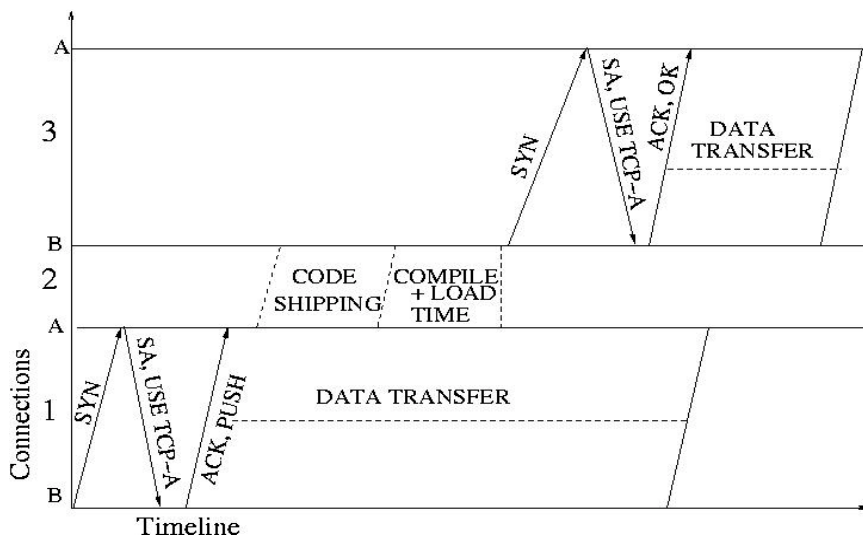 A
3
SYN
SA, USE TCP-A
ACK, OK
DATA
TRANSFER
B
2
CODE
SHIPPING
COMPILE
+ LOAD
TIME
A
Connections
1
SYN
SA, USE TCP-A
ACK, PUSH
DATA TRANSFER
B
Timeline